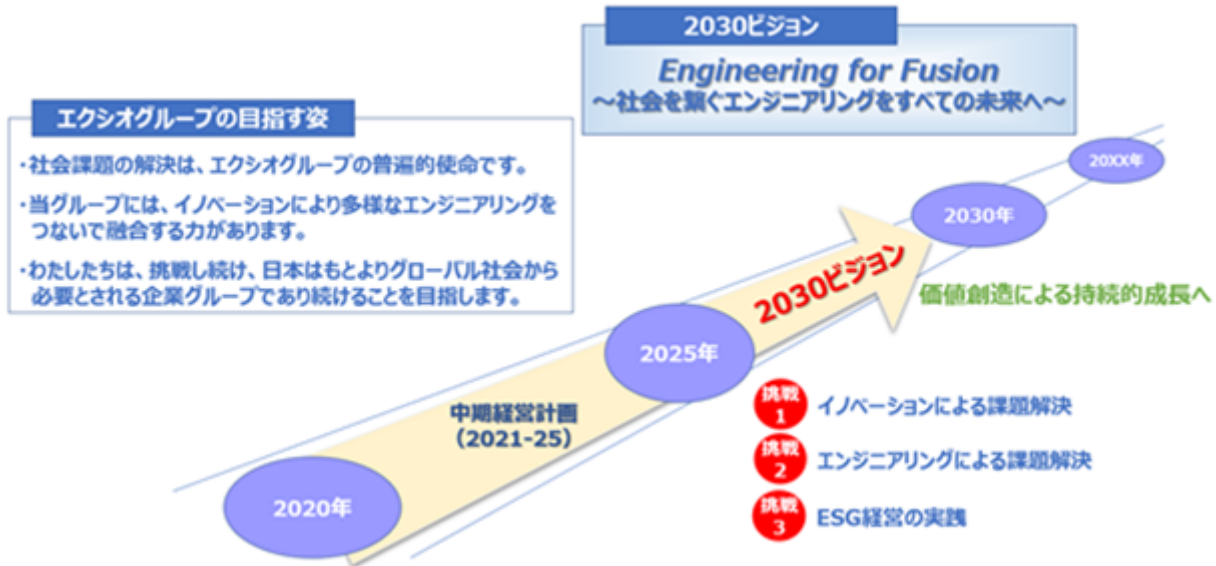 2030ビジョン
Engineering for Fusion
～社会を繋ぐエンジニアリングをすべての未来へ～
エクシオグループの目指す姿
・社会課題の解決は、エクシオグループの普遍的使命です。
・当グループには、イノベーションにより多様なエンジニアリングを
つないで融合する力があります。
・わたしたちは、挑戦し続け、日本はもとよりグローバル社会から
必要とされる企業グループであり続けることを目指します。
20XX年
2030年
2030ビジョン
価値創造による持続的成長へ
2025年
中期経営計画
（2021-25）
2020年
挑戦
1
イノベーションによる課題解決
挑戦
2
エンジニアリングによる課題解決
挑戦
3
ESG経営の実践